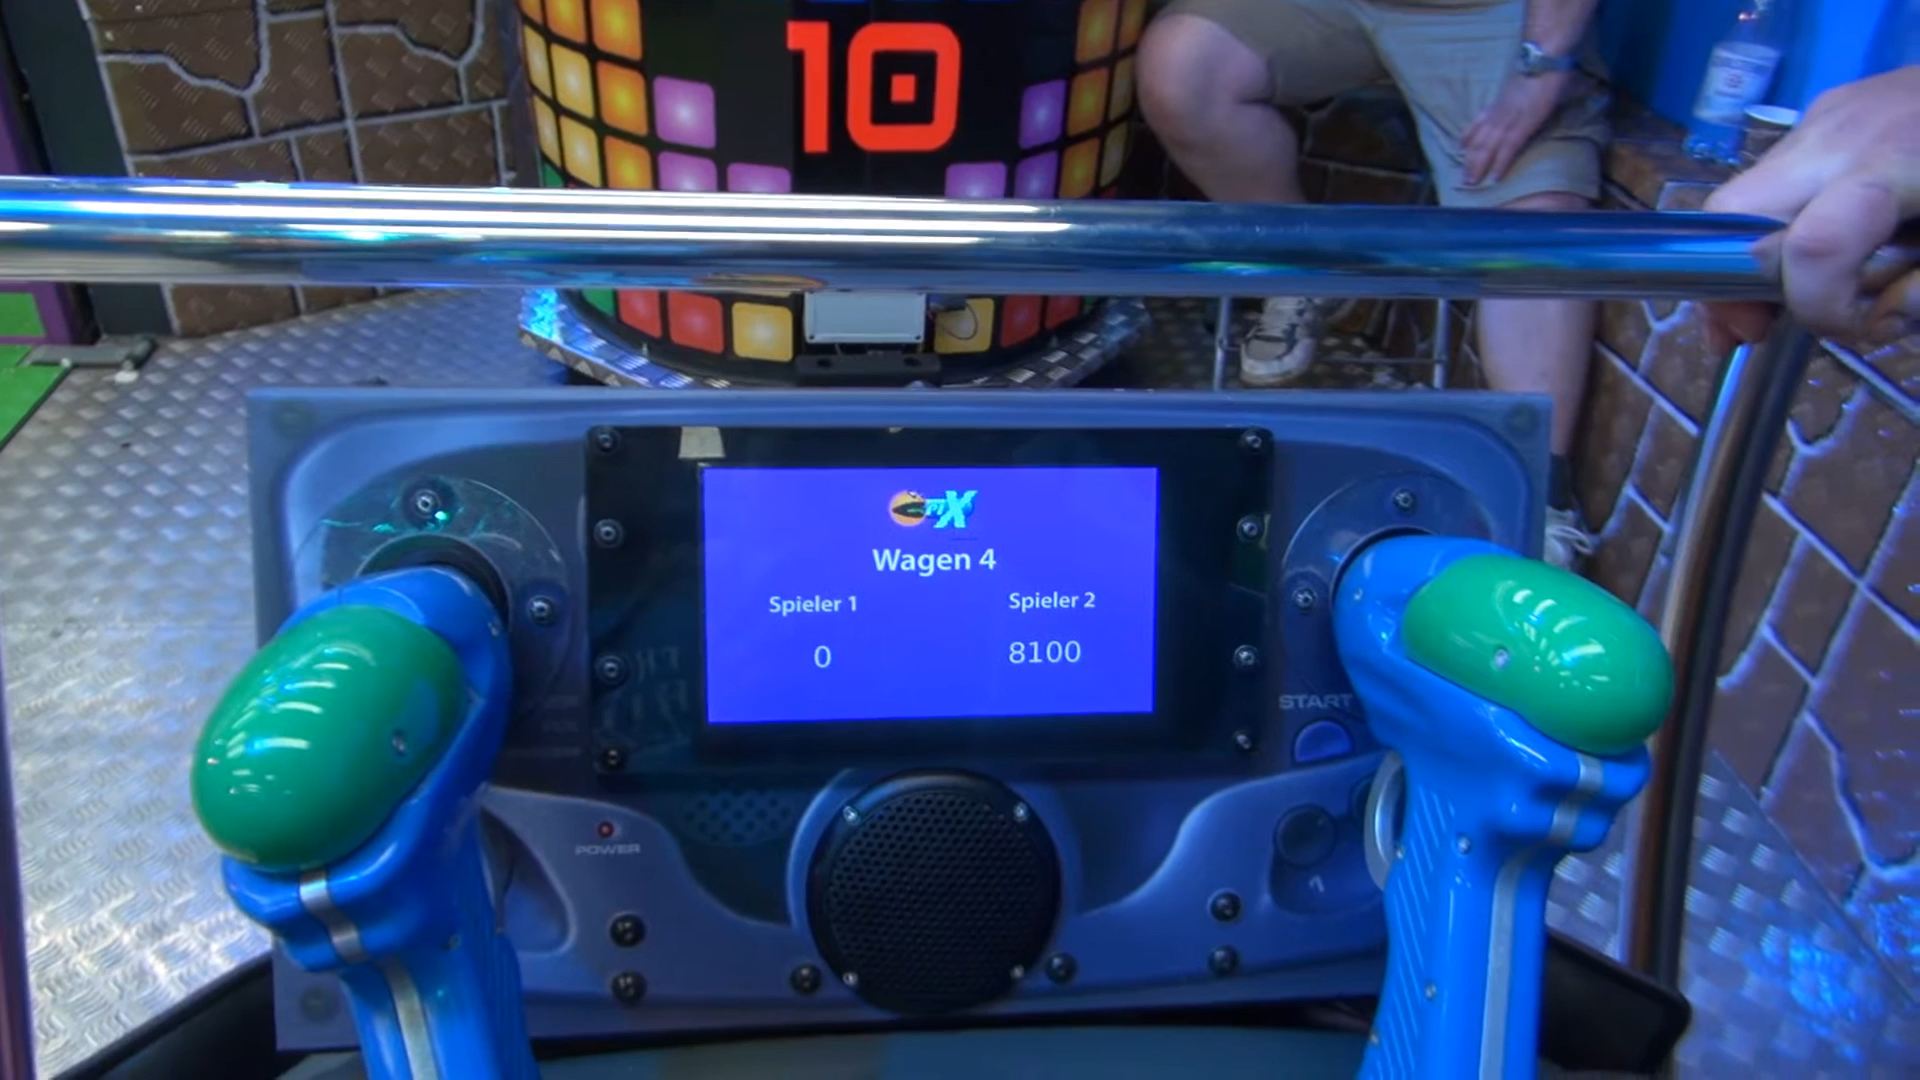 10
Wagen 4
Spieler 1
Spieler 2
0
8100
START
POWER